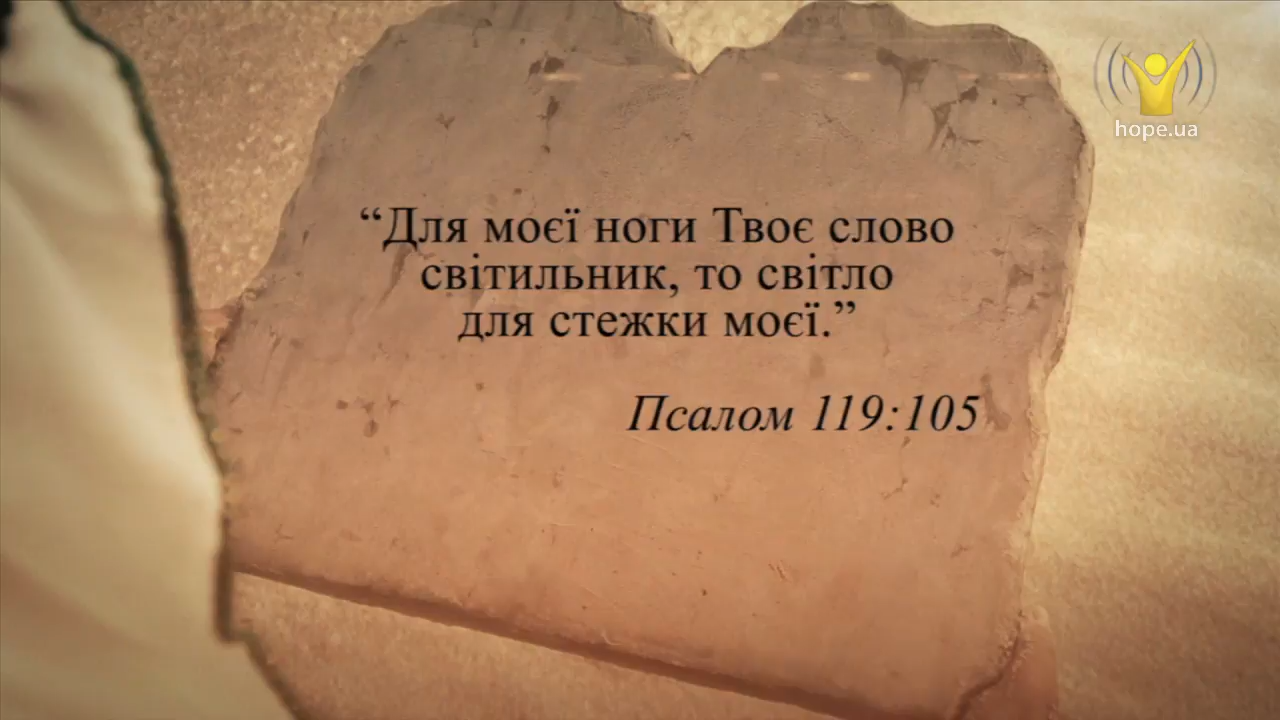 hope.ua
“Для моєї ноги Твоє слово
світильник, то світло
для стежки моєї.”
Псалом 119:105